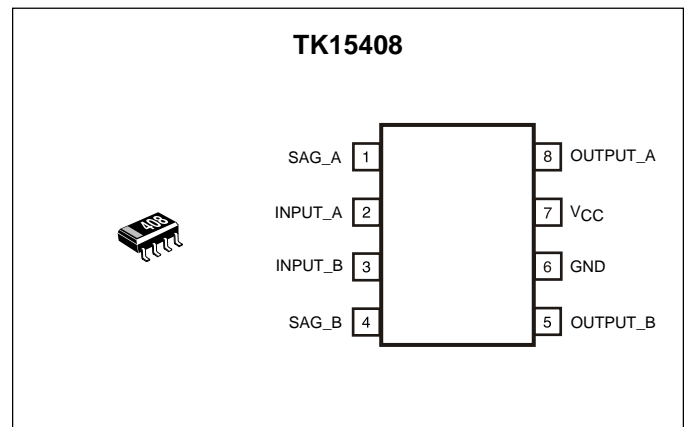 TK15408
408
SAG_A 1
INPUT_A 2
INPUT_B 3
SAG_B 4
8 OUTPUT_A
7 VCC
6 GND
5 OUTPUT_B